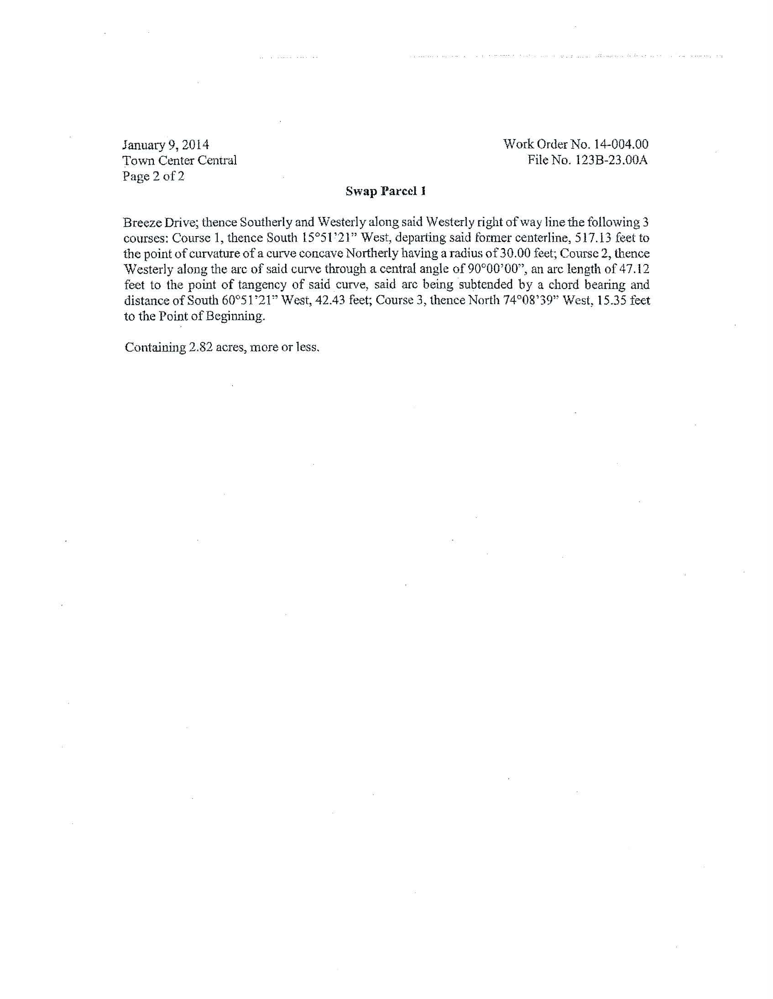 January 9, 2014
Work Order No. 14-004.00
Town Center Central
File No. 123B-23.00A
Page 2 of 2
Swap Parcel 1
Breeze Drive; thence Southerly and Westerly along said Westerly right of way line the following 3
courses: Course 1, thence South 15°51'21" West, departing said former centerline, 517.13 feet to
the point of curvature of a curve concave Northerly having a radius of 30.00 feet; Course 2, thence
Westerly along the arc of said curve through a central angle of 90°00'00", an arc length of 47.12
feet to the point of tangency of said curve, said arc being subtended by a chord bearing and
distance of South 60°51'21" West, 42.43 feet; Course 3, thence North 74°08'39" West, 15.35 feet
to the Point of Beginning.
Containing 2.82 acres, more or less.